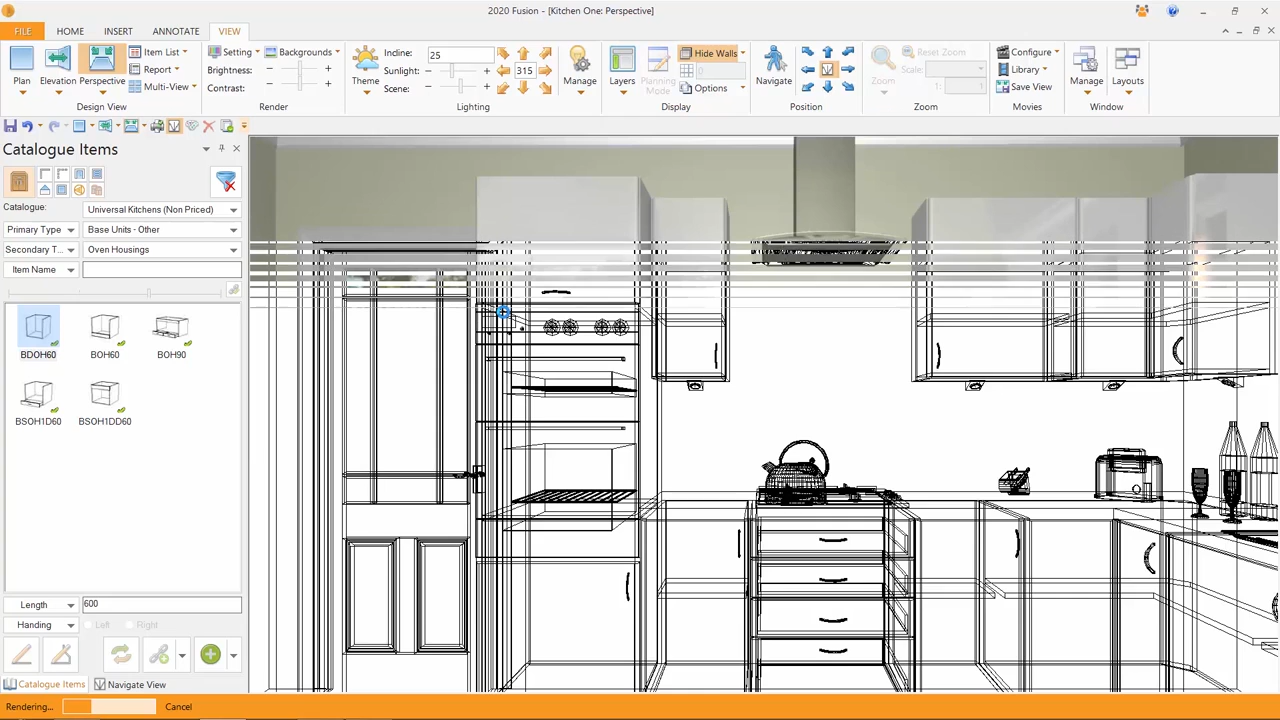 2020 Fusion - [Kitchen One: Perspective]
FILE HOME INSERT ANNOTATE VIEW
Plan Elevation Perspective Item List Report Multi-View Design View
Setting Backgrounds Brightness: Contrast: Render
Theme Incline: 25 Sunlight: 315 Scene: Manage Lighting
Layers Planning Mode Hide Walls 0 Options Display
Navigate Position
Zoom Reset Zoom Scale: 1: 1 Zoom
Configure Library Save View Movies
Manage Layouts Window
Catalogue Items
Catalogue: Universal Kitchens (Non Priced)
Primary Type Base Units - Other
Secondary T... Oven Housings
Item Name
BDOH60 BOH60 BOH90
BSOH1D60 BSOH1DD60
Length 600
Handing Left Right
Catalogue Items Navigate View
Rendering... Cancel